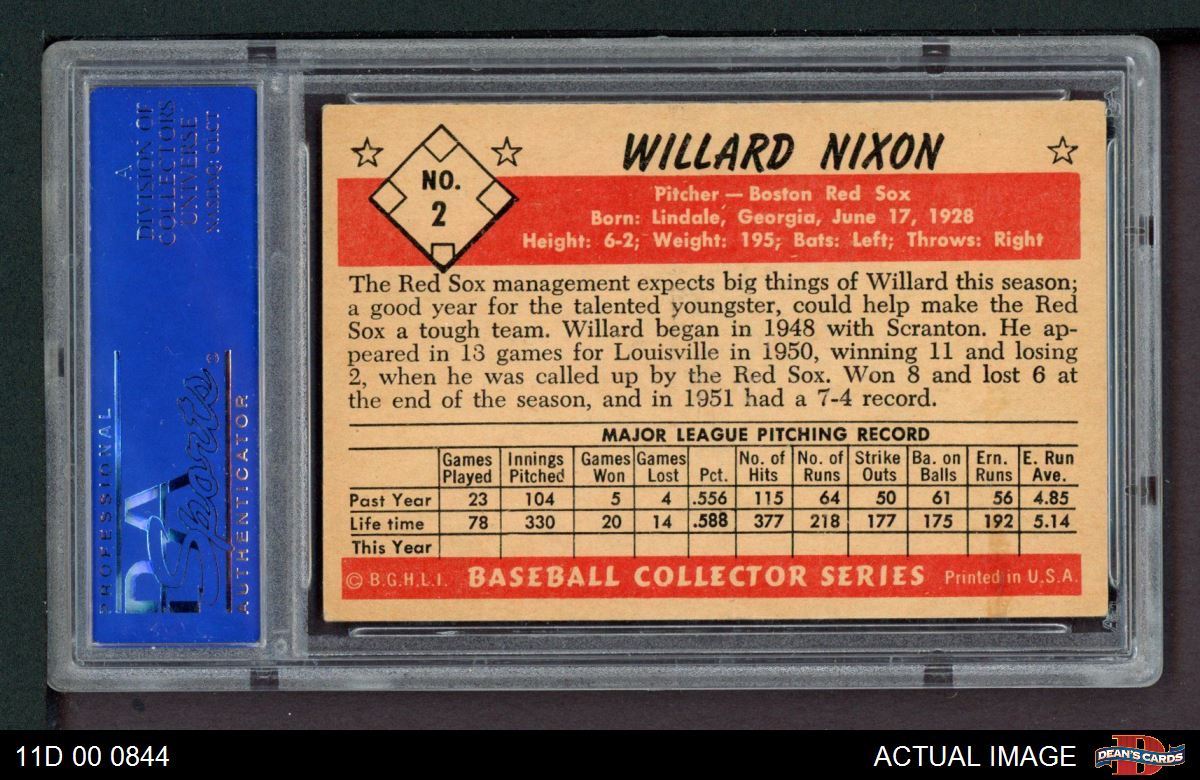 A
DIVISION OF
COLLECTORS
UNIVERSE
NASDAQ: CLCT
PROFESSIONAL
PSA
Sports®
AUTHENTICATOR
WILLARD NIXON
NO.
2
Pitcher — Boston Red Sox
Born: Lindale, Georgia, June 17, 1928
Height: 6-2; Weight: 195; Bats: Left; Throws: Right
The Red Sox management expects big things of Willard this season;
a good year for the talented youngster, could help make the Red
Sox a tough team. Willard began in 1948 with Scranton. He ap-
peared in 13 games for Louisville in 1950, winning 11 and losing
2, when he was called up by the Red Sox. Won 8 and lost 6 at
the end of the season, and in 1951 had a 7-4 record.
MAJOR LEAGUE PITCHING RECORD
Games Innings Games Games No. of No. of Strike Ba. on Ern. E. Run
Played Pitched Won Lost Pct. Hits Runs Outs Balls Runs Ave.
Past Year 23 104 5 4 .556 115 64 50 61 56 4.85
Life time 78 330 20 14 .588 377 218 177 175 192 5.14
This Year
© B.G.H.L.I. BASEBALL COLLECTOR SERIES Printed in U.S.A.
11D 00 0844
ACTUAL IMAGE
DEAN'S CARDS